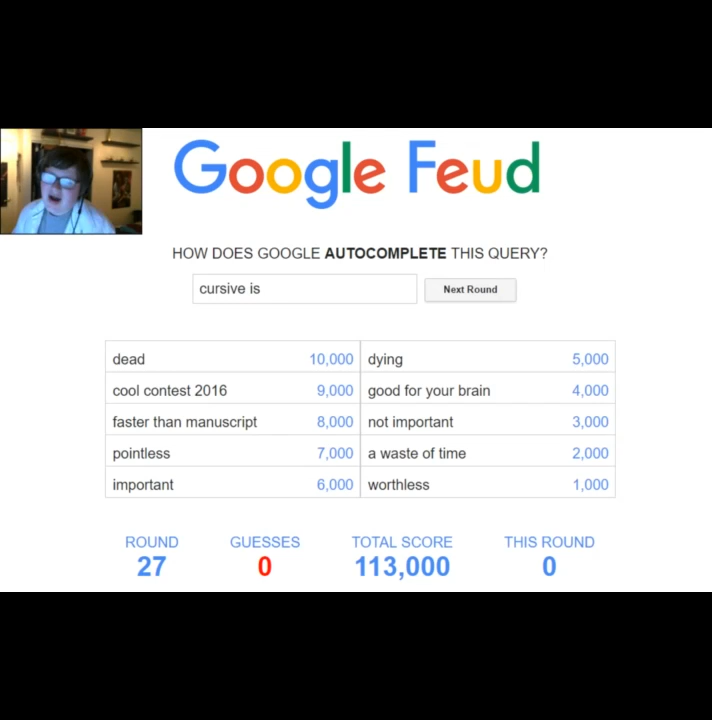 Google Feud
HOW DOES GOOGLE AUTOCOMPLETE THIS QUERY?
cursive is
Next Round
dead 10,000 dying 5,000
cool contest 2016 9,000 good for your brain 4,000
faster than manuscript 8,000 not important 3,000
pointless 7,000 a waste of time 2,000
important 6,000 worthless 1,000
ROUND GUESSES TOTAL SCORE THIS ROUND
27 0 113,000 0